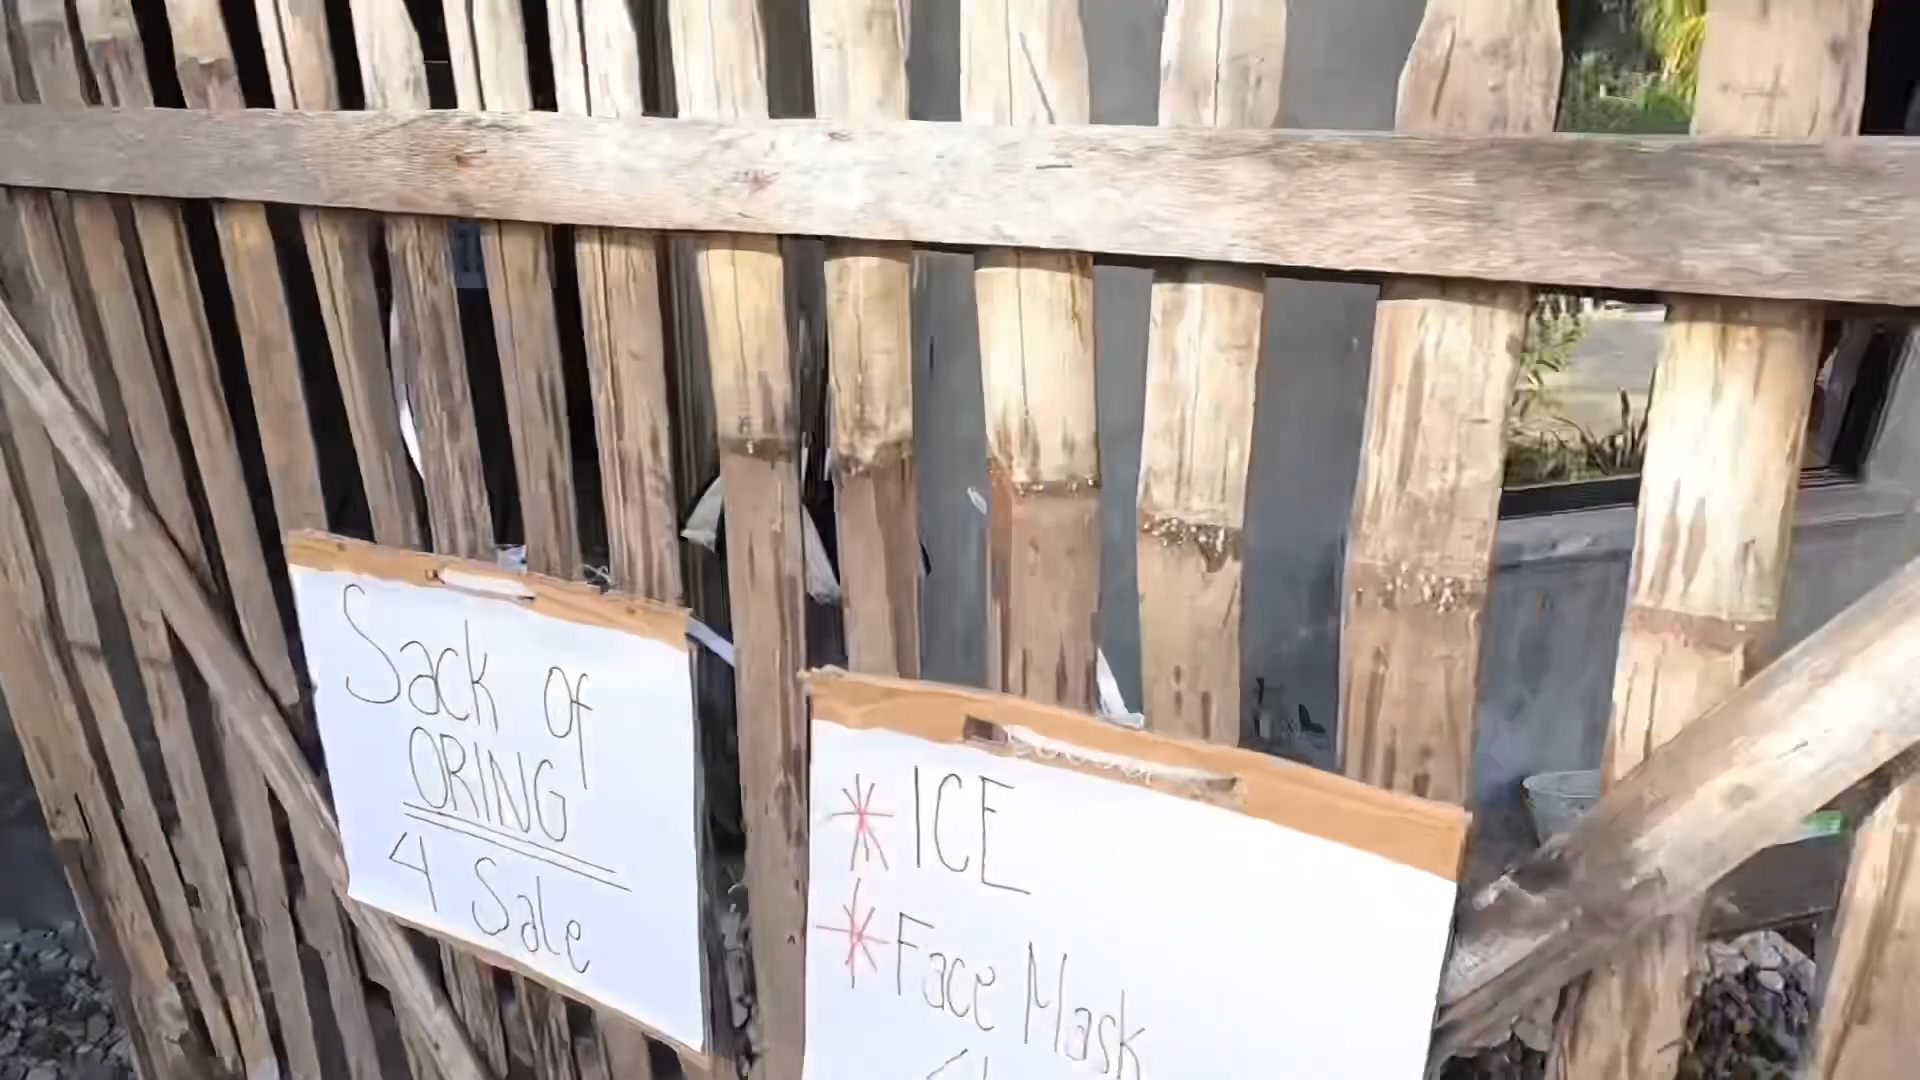 Sack of
ORING
4 Sale
* ICE
* Face Mask